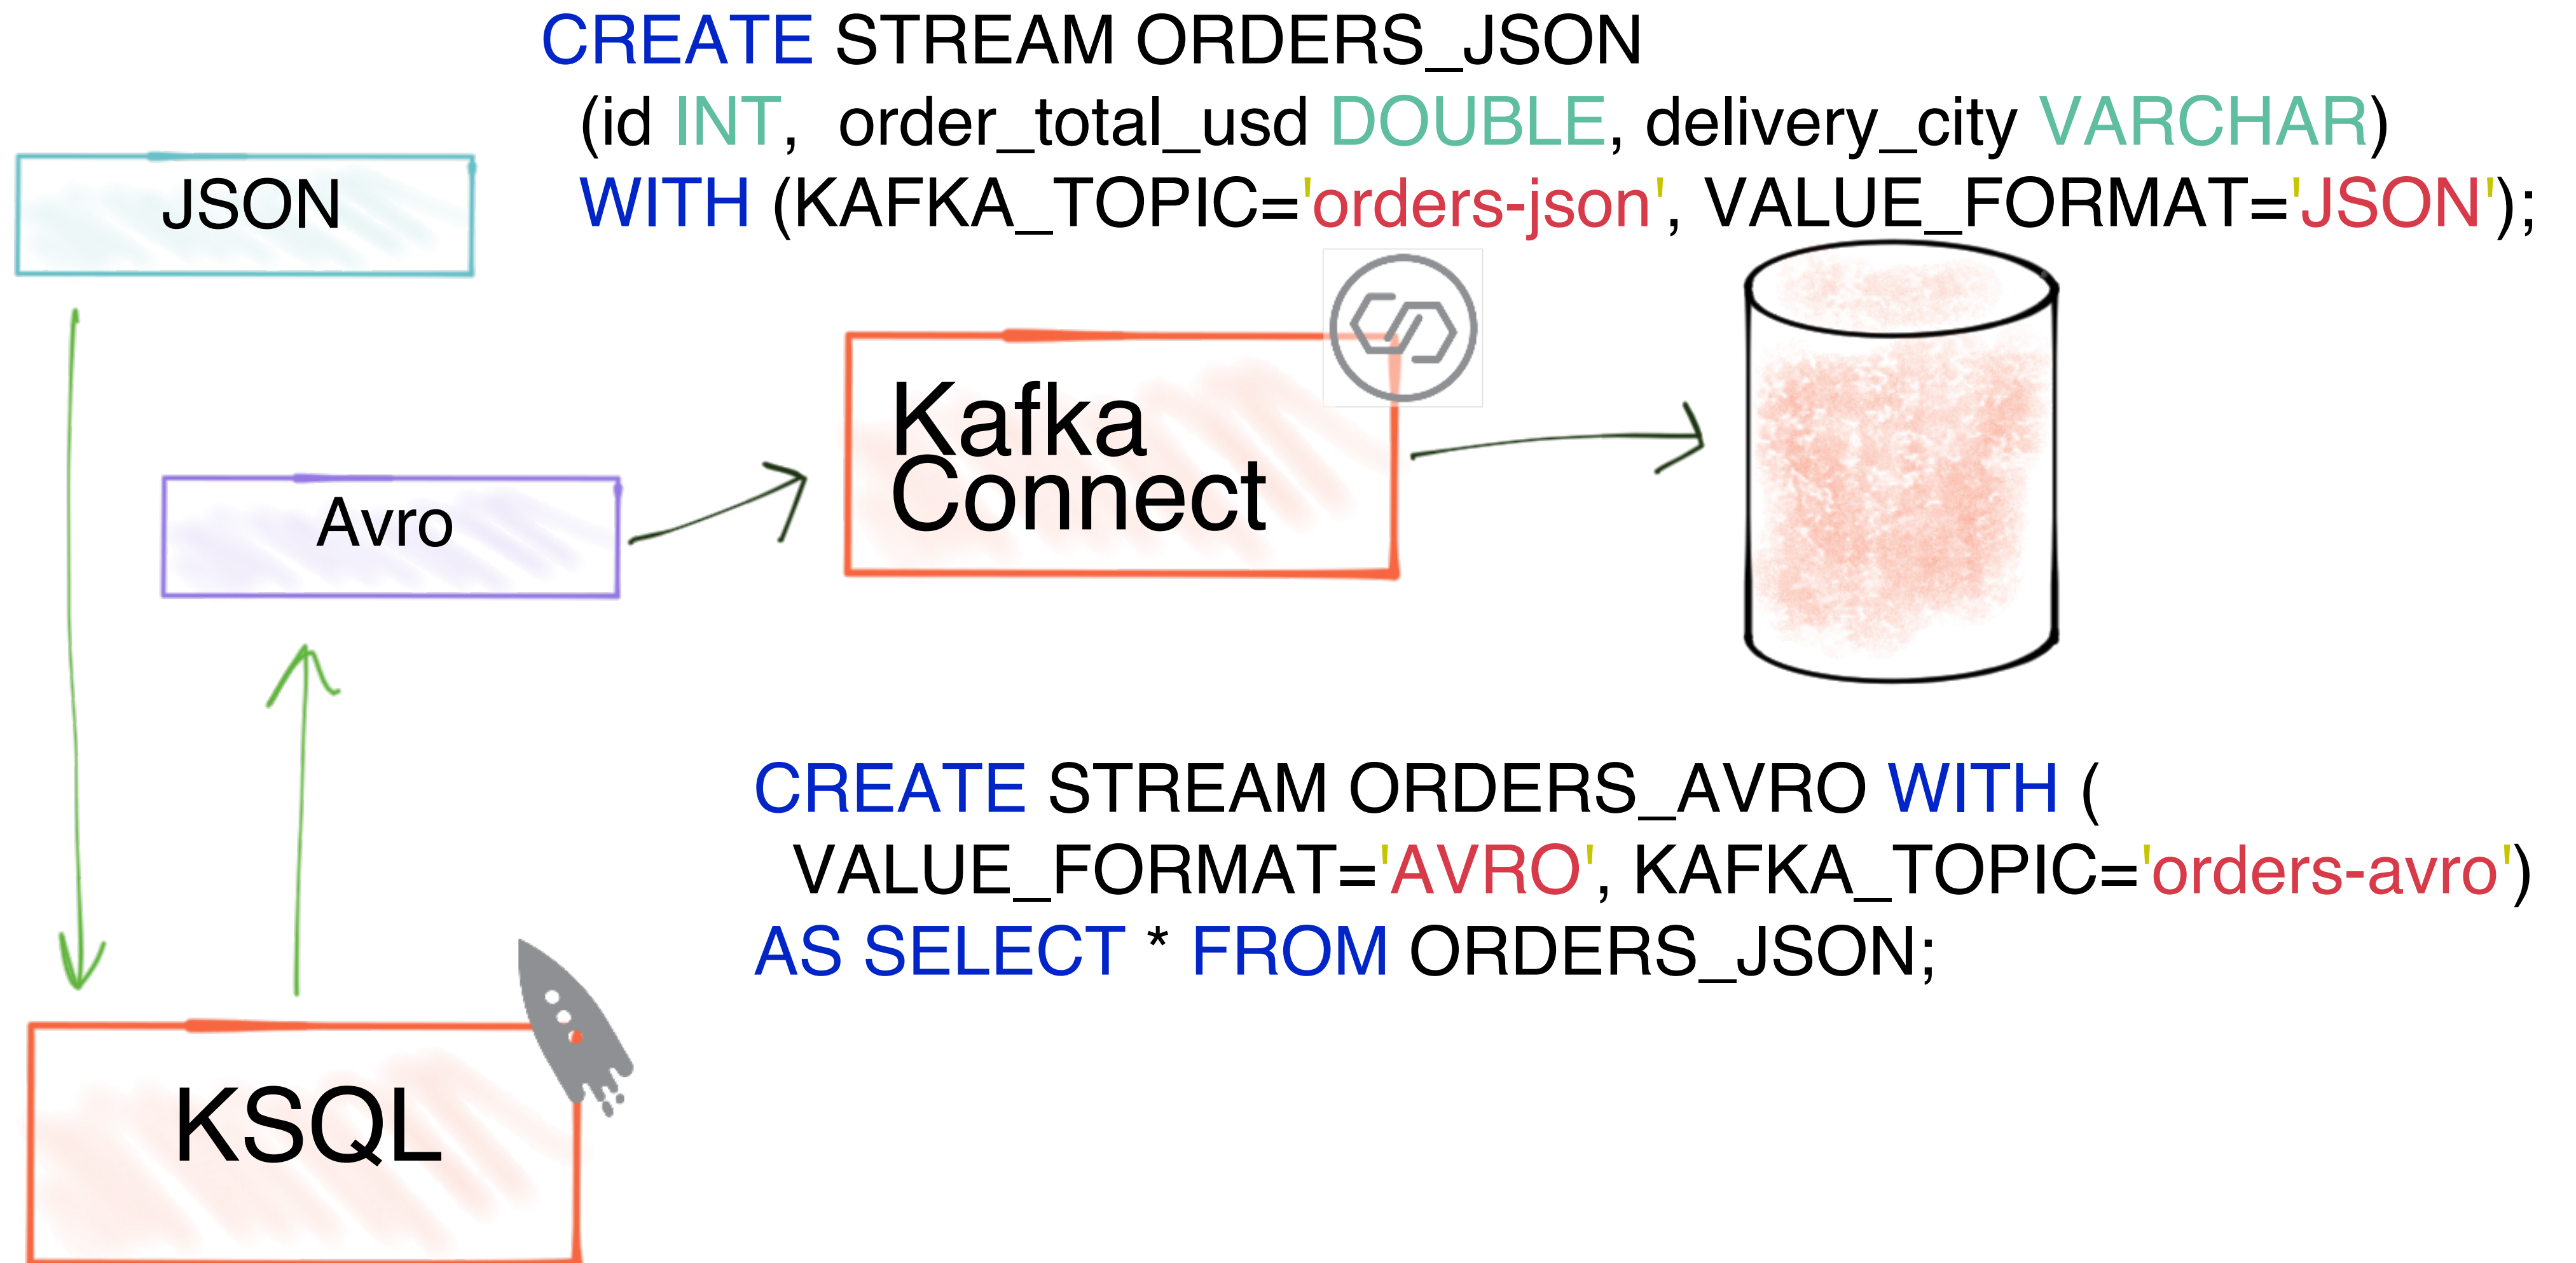 CREATE STREAM ORDERS_JSON
(id INT, order_total_usd DOUBLE, delivery_city VARCHAR)
WITH (KAFKA_TOPIC='orders-json', VALUE_FORMAT='JSON');
JSON
Kafka
Connect
Avro
CREATE STREAM ORDERS_AVRO WITH (
VALUE_FORMAT='AVRO', KAFKA_TOPIC='orders-avro')
AS SELECT * FROM ORDERS_JSON;
KSQL